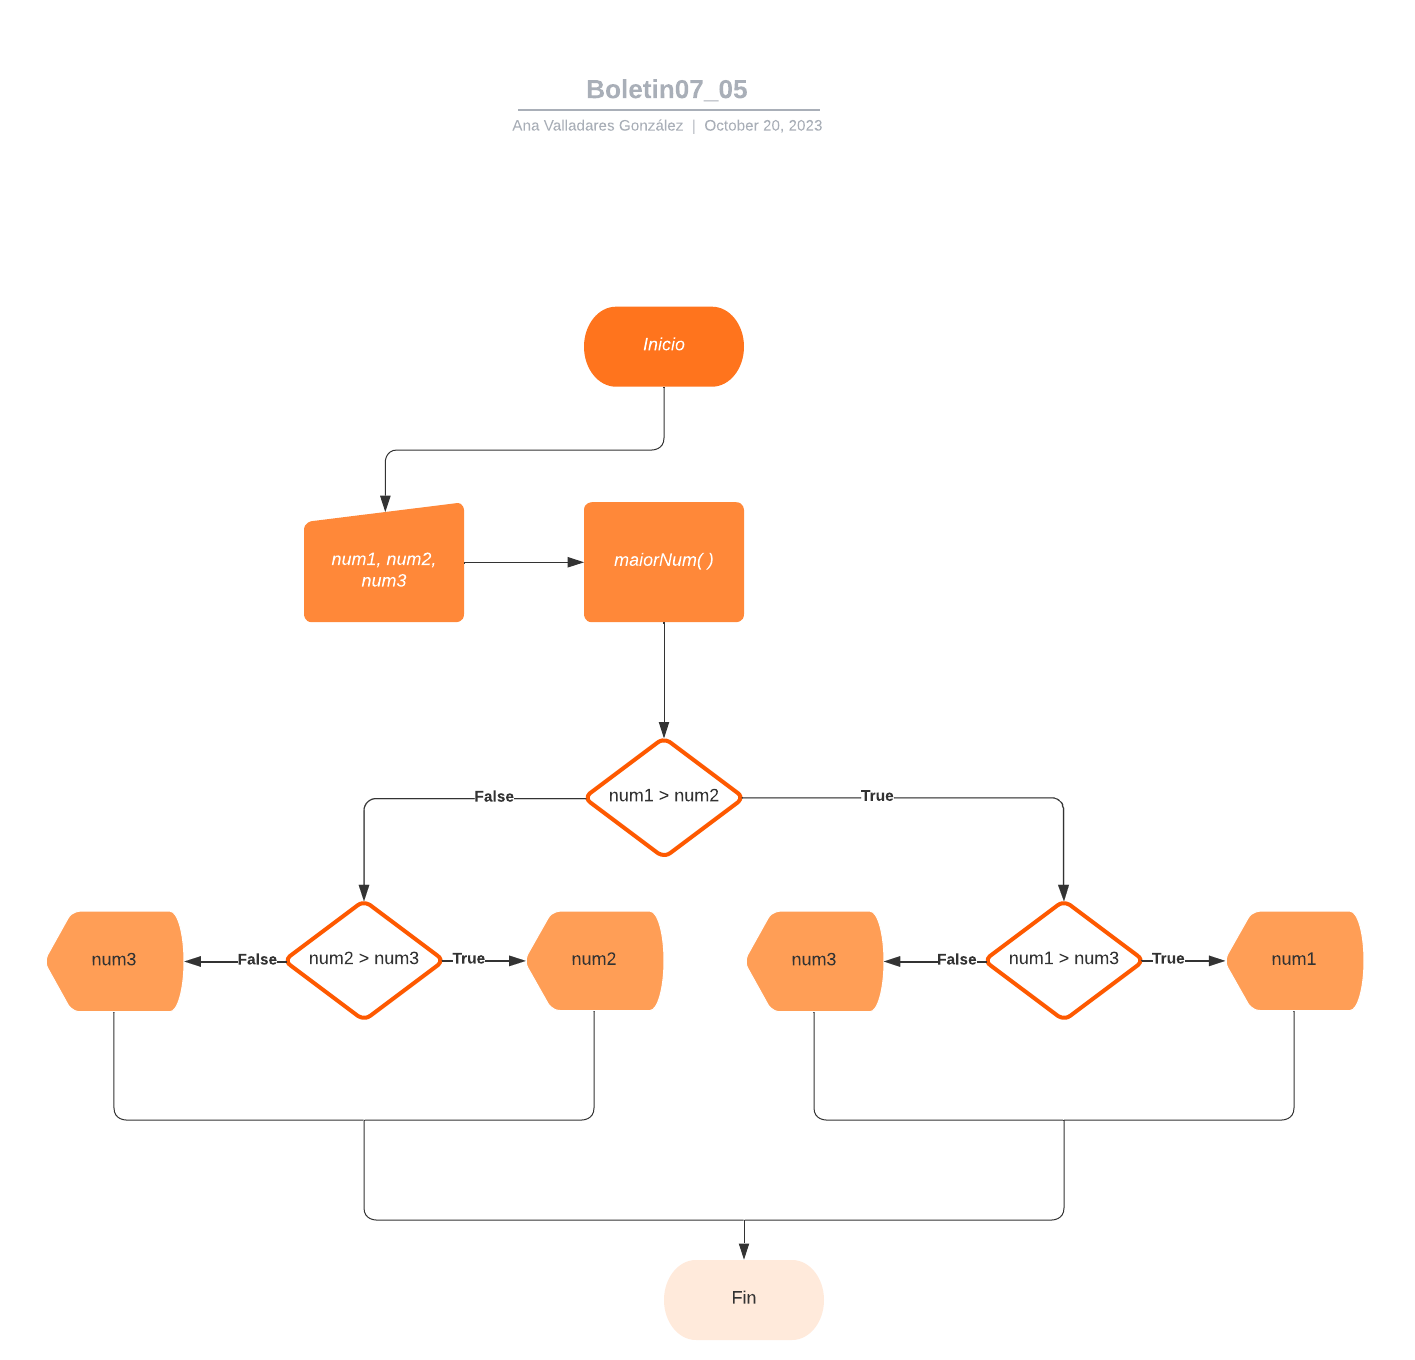 Boletin07_05
Ana Valladares González | October 20, 2023
Inicio
num1, num2,
num3
maiorNum( )
num1 > num2
False
True
num3
False
num2 > num3
True
num2
num3
False
num1 > num3
True
num1
Fin